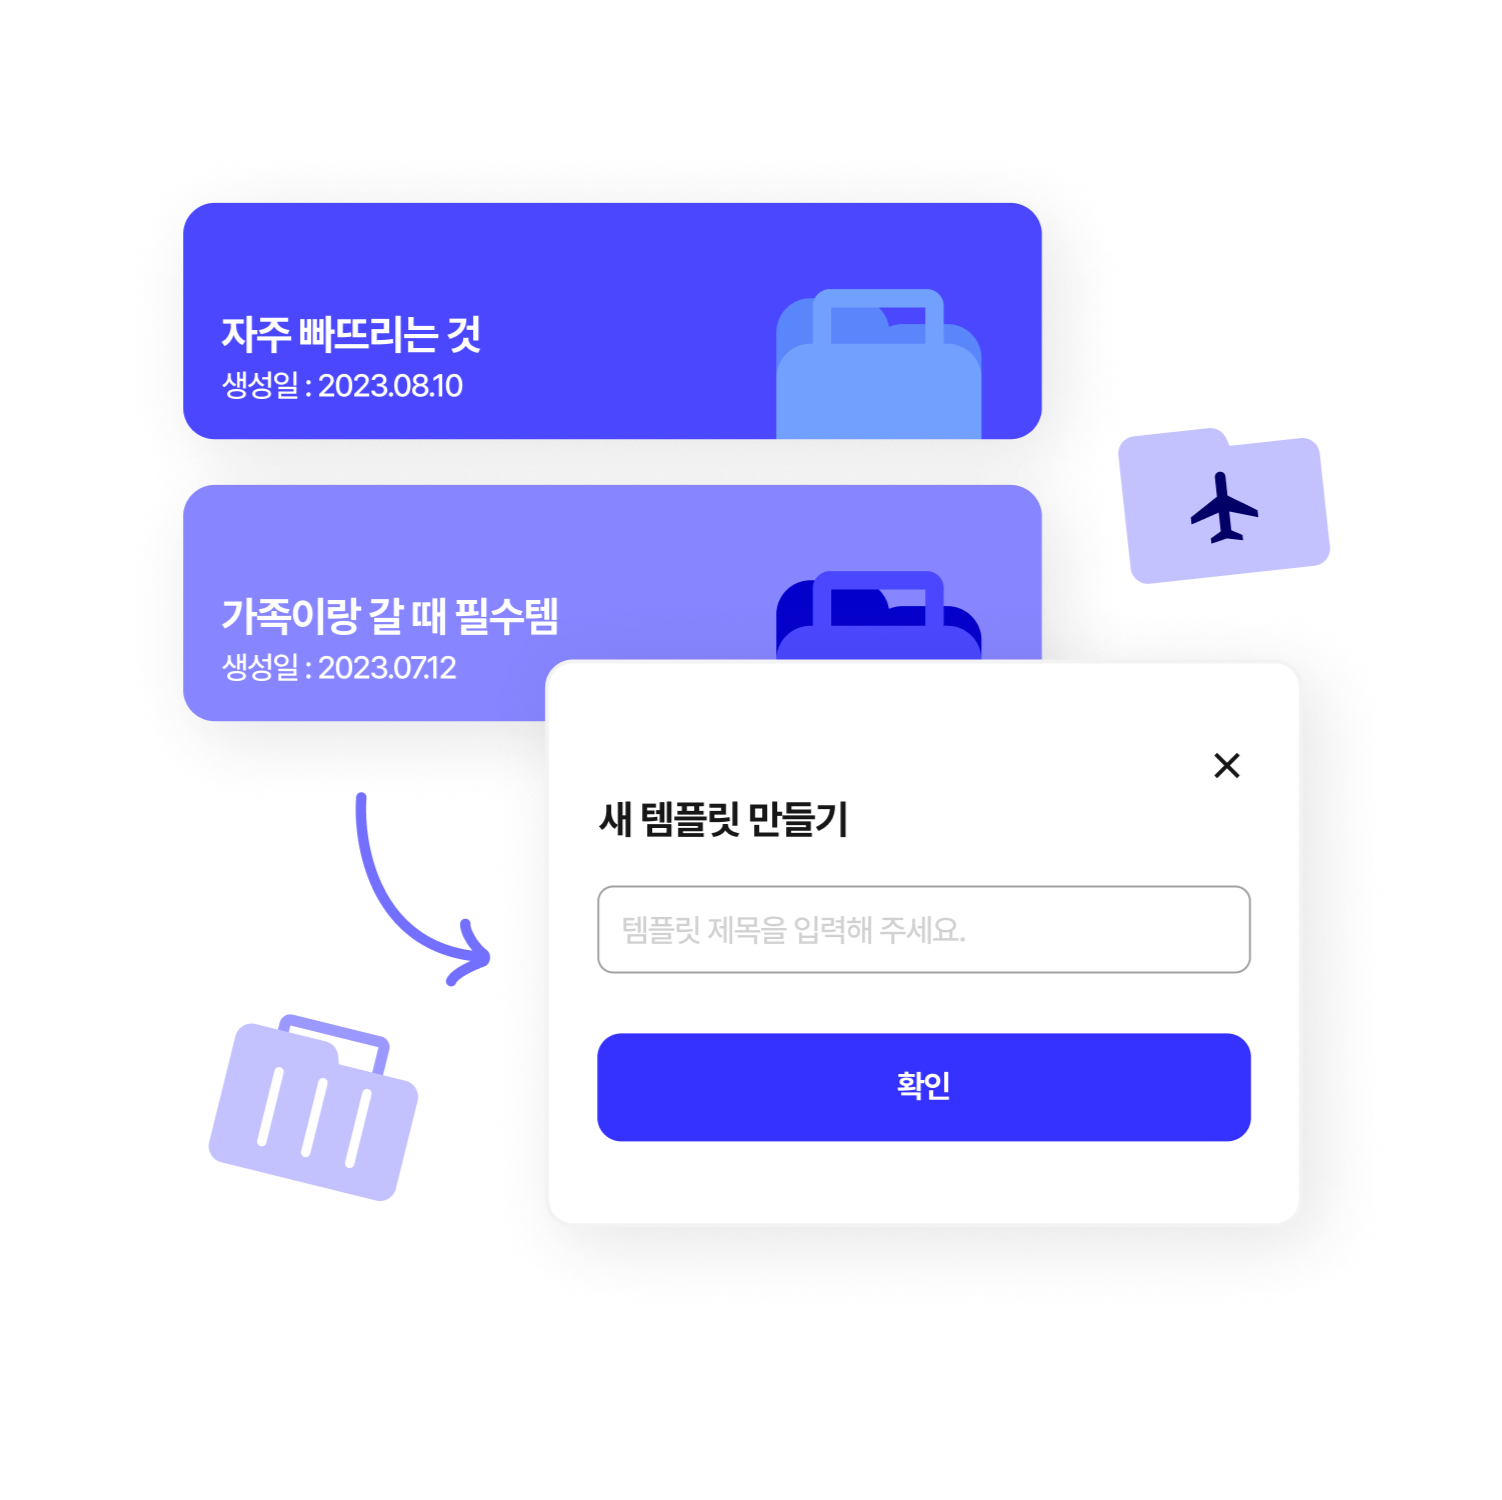 자주 빠뜨리는 것
생성일 : 2023.08.10
가족이랑 갈 때 필수템
생성일 : 2023.07.12
새 템플릿 만들기
템플릿 제목을 입력해 주세요.
확인